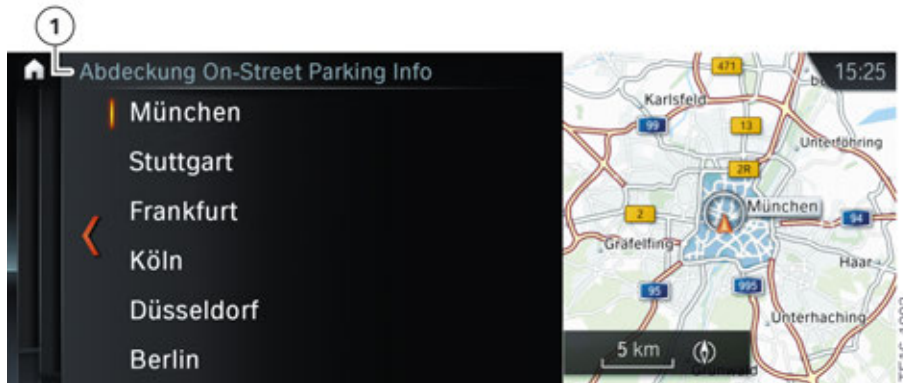 1
Abdeckung On-Street Parking Info
München
Stuttgart
Frankfurt
Köln
Düsseldorf
Berlin
15:25
471
Karlsfeld
99
13
Unterföhring
2R
München
2
94
Gräfelfing
Haar
95
995
Unterhaching
5 km
Grünwald